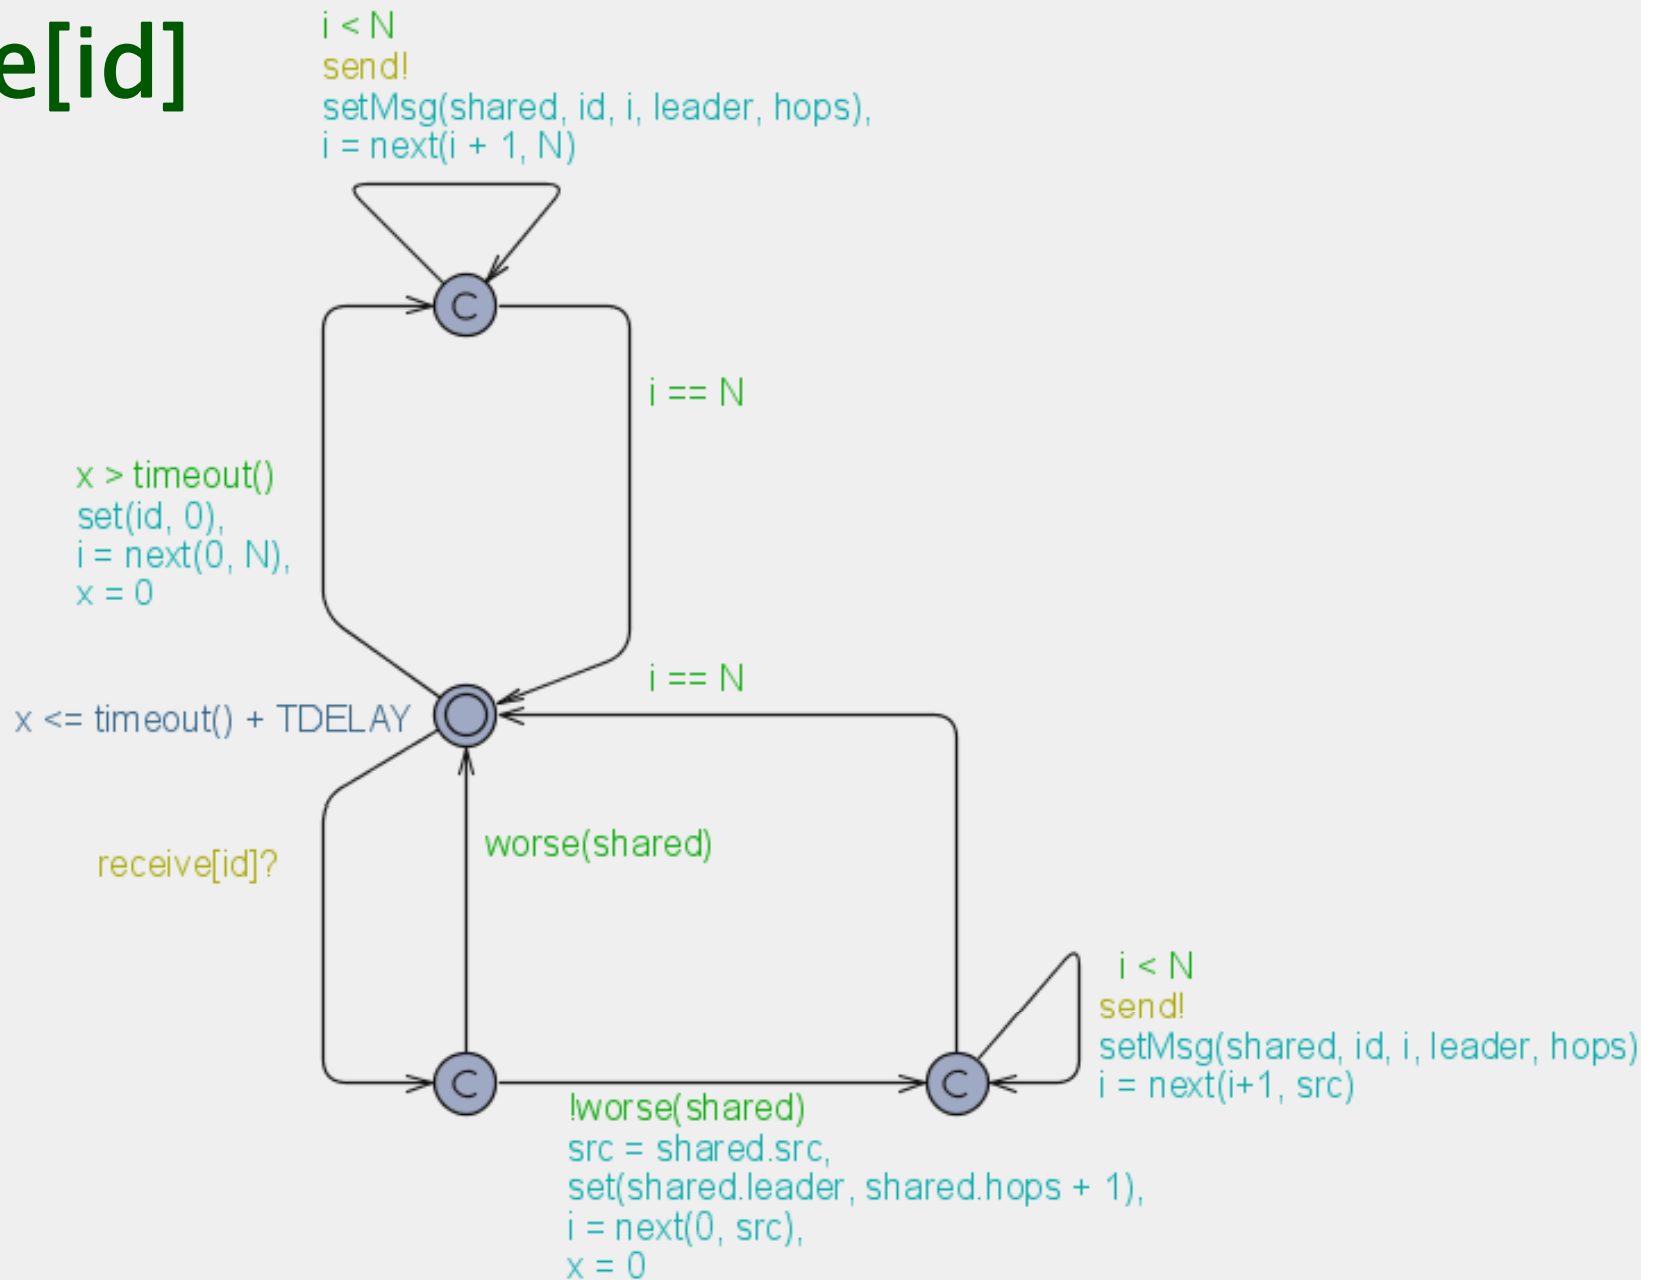 e[id]
i < N
send!
setMsg(shared, id, i, leader, hops),
i = next(i + 1, N)
C
i == N
x > timeout()
set(id, 0),
i = next(0, N),
x = 0
i == N
x <= timeout() + TDELAY
worse(shared)
receive[id]?
i < N
send!
setMsg(shared, id, i, leader, hops)
i = next(i+1, src)
C
C
!worse(shared)
src = shared.src,
set(shared.leader, shared.hops + 1),
i = next(0, src),
x = 0